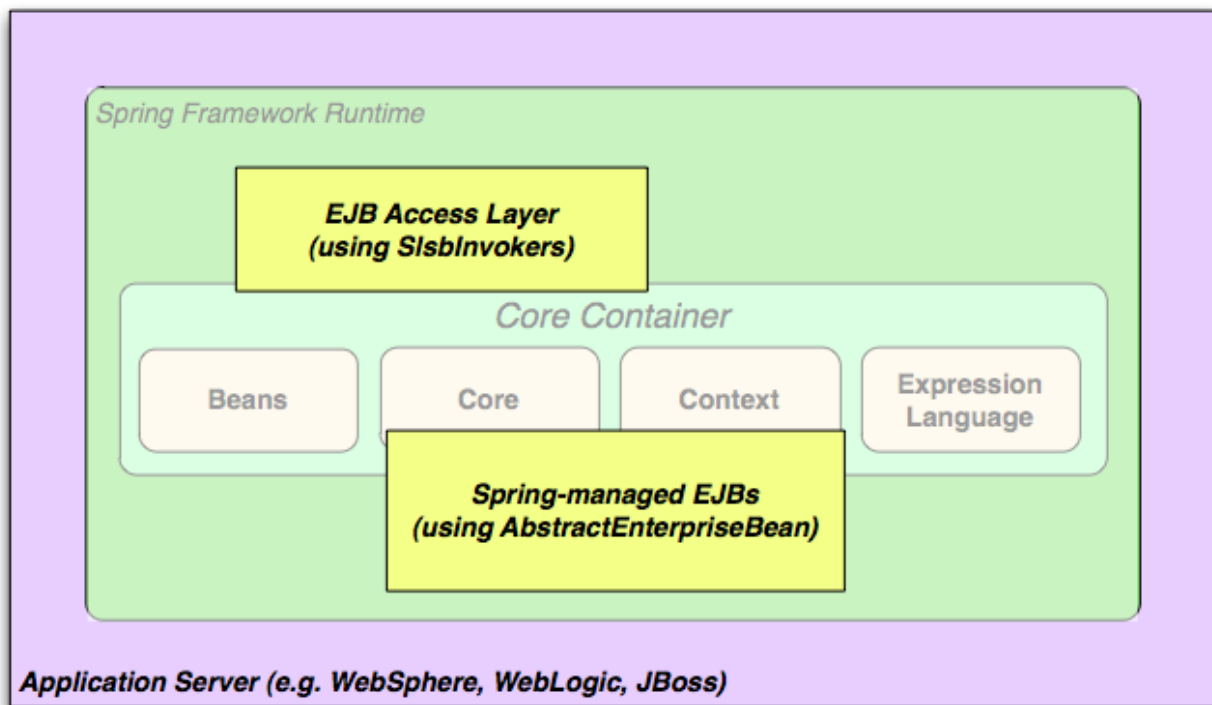 Spring Framework Runtime
EJB Access Layer
(using SlsbInvokers)
Core Container
Beans
Core
Context
Expression
Language
Spring-managed EJBs
(using AbstractEnterpriseBean)
Application Server (e.g. WebSphere, WebLogic, JBoss)